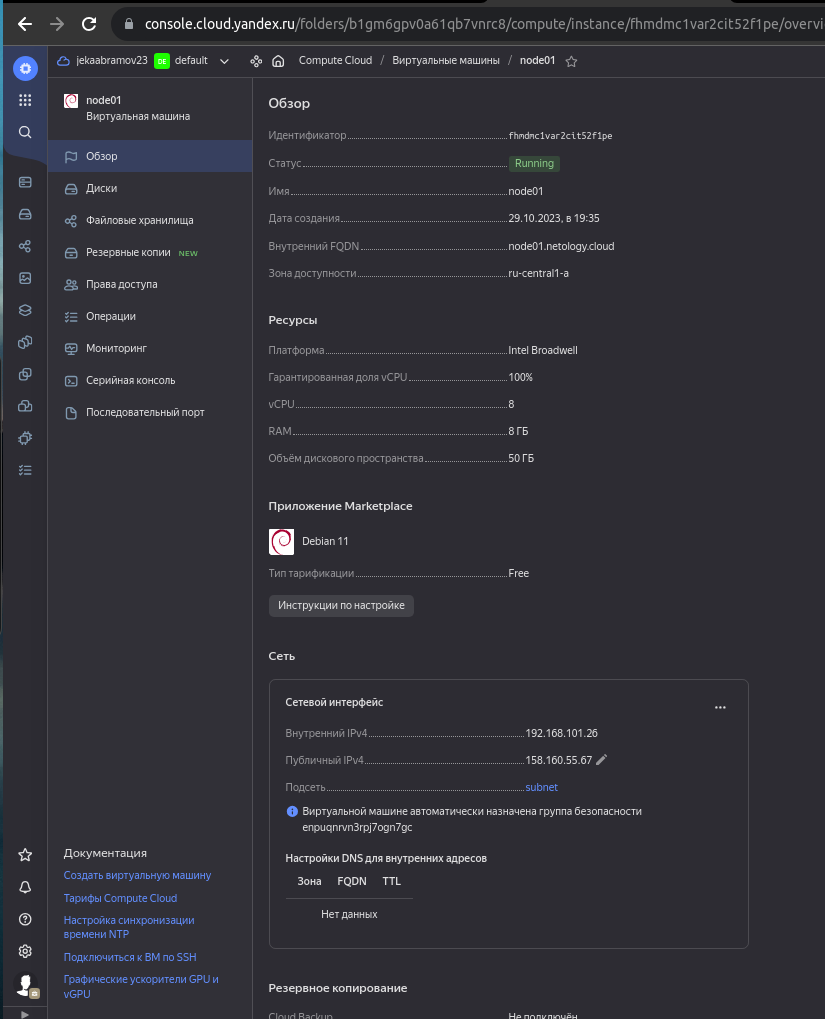 console.cloud.yandex.ru/folders/b1gm6gpv0a61qb7vnrc8/compute/instance/fhmdmc1var2cit52f1pe/overvi
jekaabramov23 DE default Compute Cloud / Виртуальные машины / node01
node01
Виртуальная машина
Обзор
Диски
Файловые хранилища
Резервные копии NEW
Права доступа
Операции
Мониторинг
Серийная консоль
Последовательный порт
Документация
Создать виртуальную машину
Тарифы Compute Cloud
Настройка синхронизации
времени NTP
Подключиться к ВМ по SSH
Графические ускорители GPU и
vGPU
Обзор
Идентификатор fhmdmc1var2cit52f1pe
Статус Running
Имя node01
Дата создания 29.10.2023, в 19:35
Внутренний FQDN node01.netology.cloud
Зона доступности ru-central1-a
Ресурсы
Платформа Intel Broadwell
Гарантированная доля vCPU 100%
vCPU 8
RAM 8 ГБ
Объём дискового пространства 50 ГБ
Приложение Marketplace
Debian 11
Тип тарификации Free
Инструкции по настройке
Сеть
Сетевой интерфейс
Внутренний IPv4 192.168.101.26
Публичный IPv4 158.160.55.67
Подсеть subnet
Виртуальной машине автоматически назначена группа безопасности
enpuqnrvn3rpj7ogn7gc
Настройки DNS для внутренних адресов
Зона FQDN TTL
Нет данных
Резервное копирование
Cloud Backup Не подключён